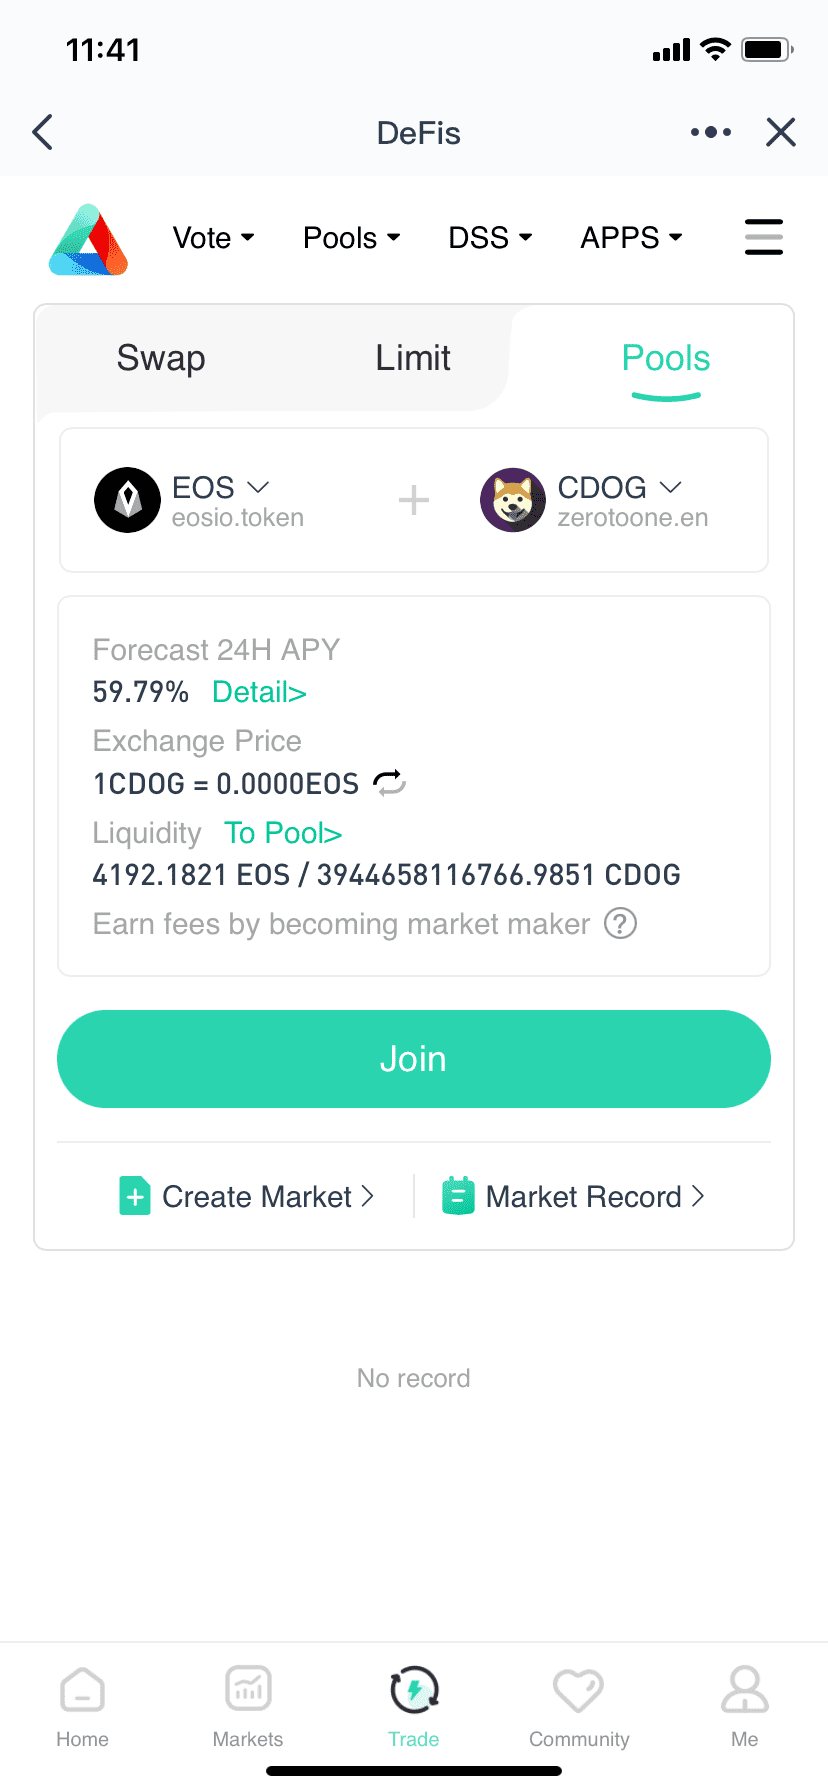 11:41
DeFis
Vote Pools DSS APPS
Swap Limit Pools
EOS CDOG
eosio.token zerotoone.en
Forecast 24H APY
59.79% Detail>
Exchange Price
1CDOG = 0.0000EOS
Liquidity To Pool>
4192.1821 EOS / 3944658116766.9851 CDOG
Earn fees by becoming market maker ?
Join
Create Market > Market Record >
No record
Home Markets Trade Community Me